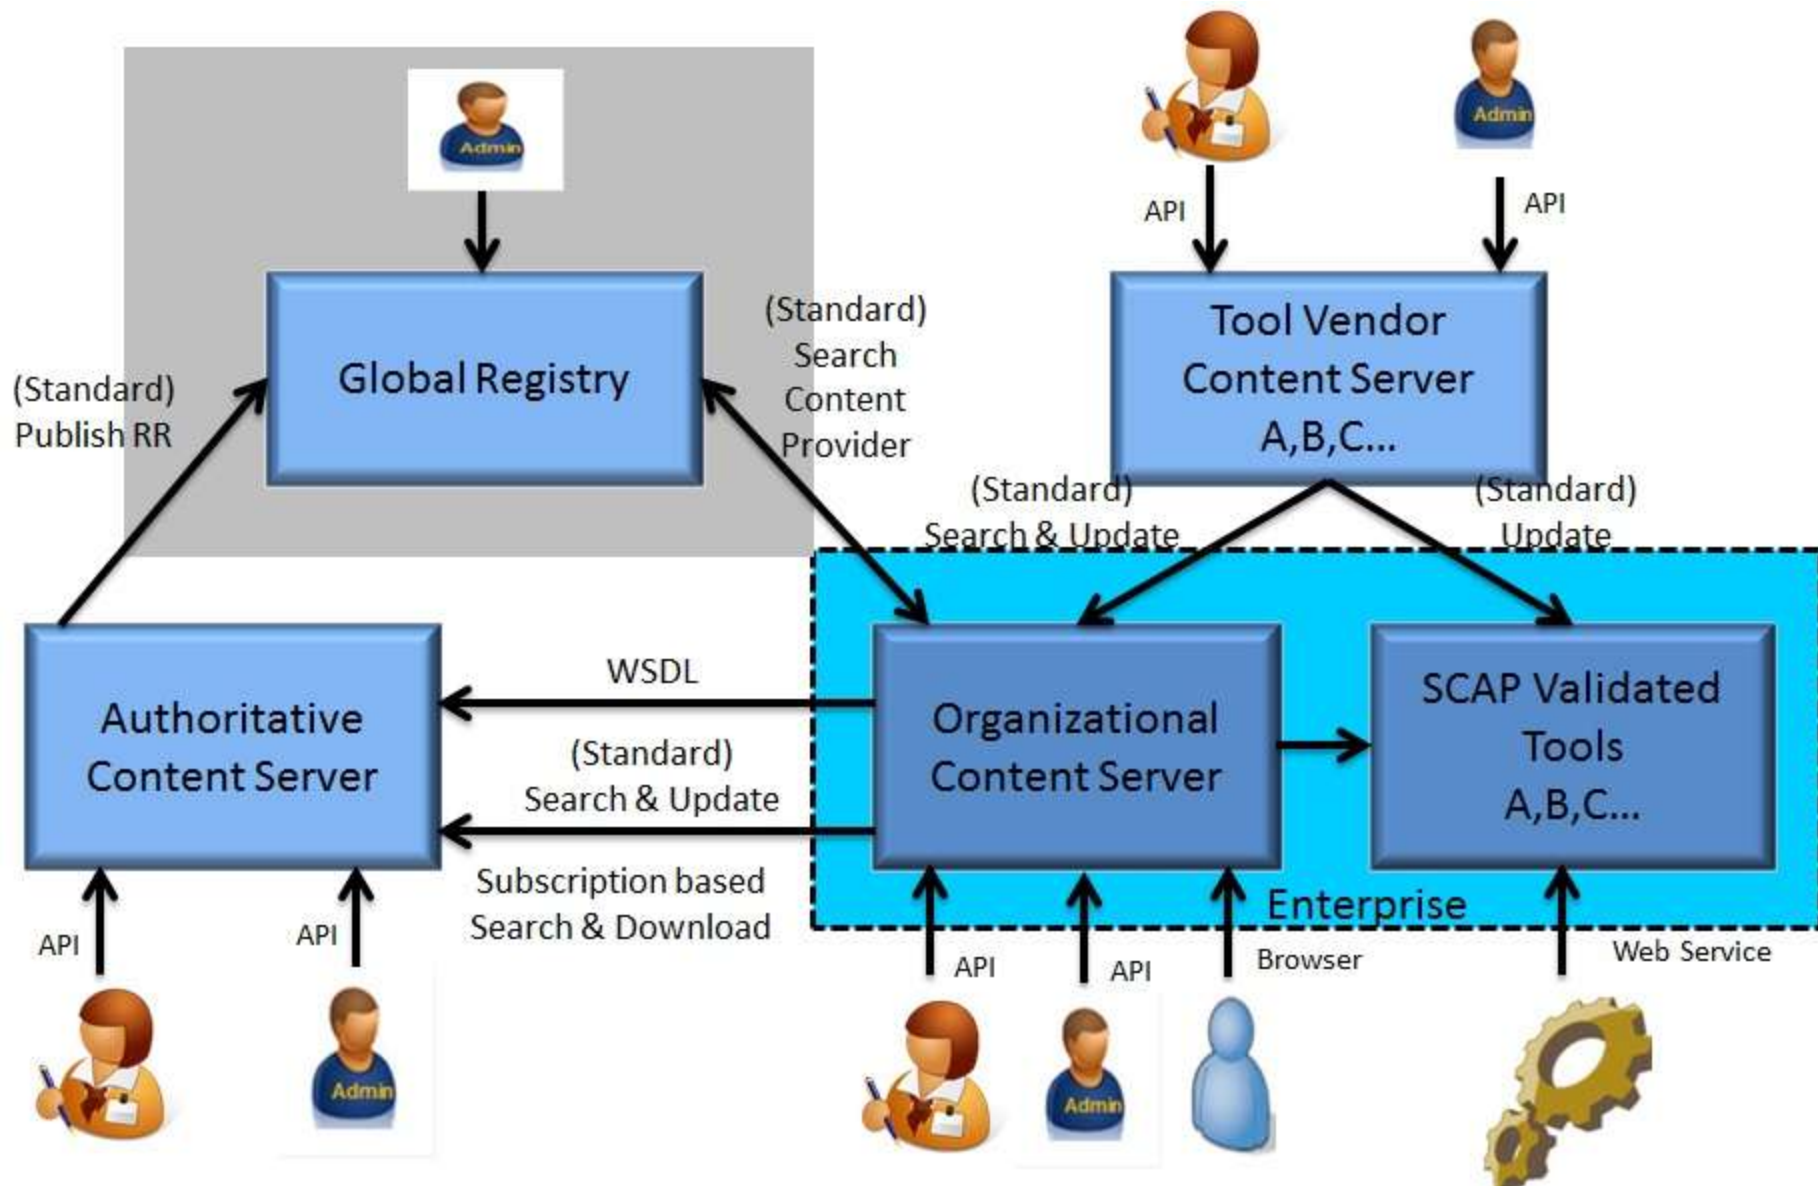 Admin
Admin
API
API
Global Registry
(Standard)
Search
Content
Provider
Tool Vendor
Content Server
A,B,C...
(Standard)
Publish RR
(Standard)
Search & Update
(Standard)
Update
Authoritative
Content Server
WSDL
(Standard)
Search & Update
Subscription based
Search & Download
Organizational
Content Server
SCAP Validated
Tools
A,B,C...
Enterprise
API
API
API
API
Browser
Web Service
Admin
Admin